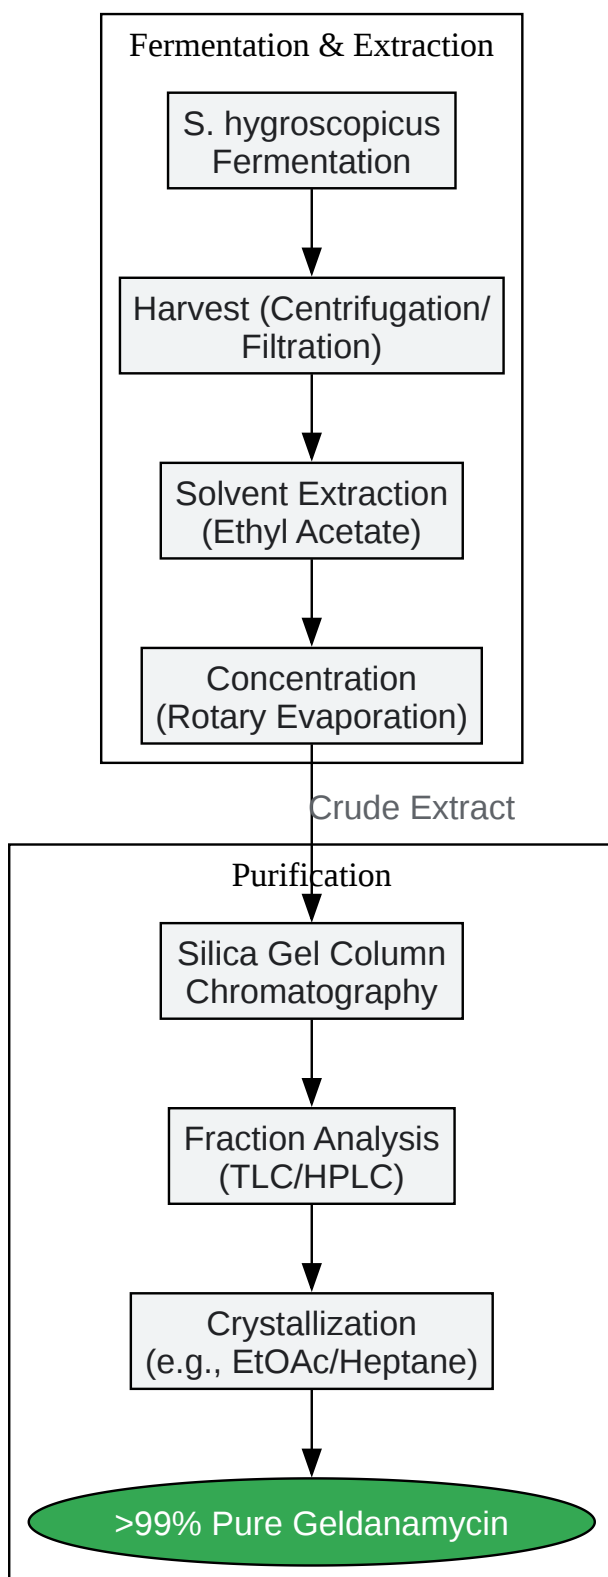 Fermentation & Extraction
S. hygroscopicus
Fermentation
Harvest (Centrifugation/
Filtration)
Solvent Extraction
(Ethyl Acetate)
Concentration
(Rotary Evaporation)
Crude Extract
Purification
Silica Gel Column
Chromatography
Fraction Analysis
(TLC/HPLC)
Crystallization
(e.g., EtOAc/Heptane)
>99% Pure Geldanamycin